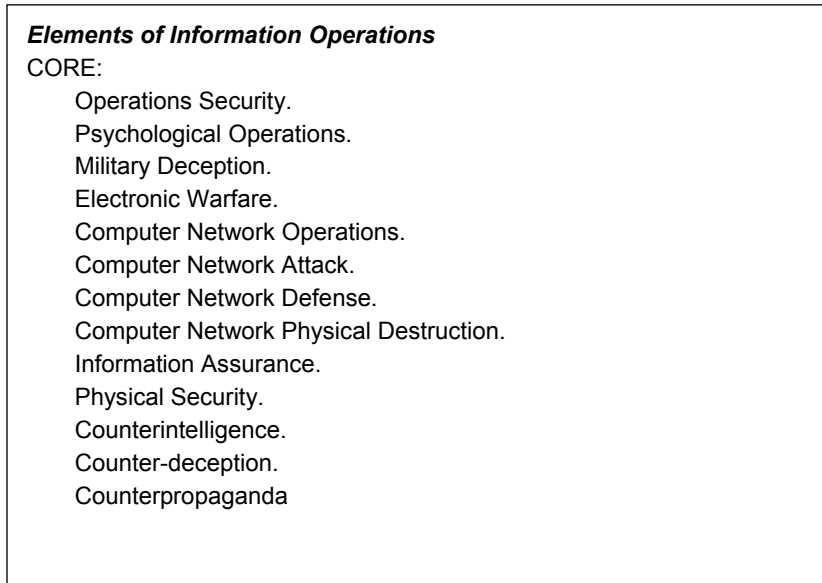 Elements of Information Operations
CORE:
Operations Security.
Psychological Operations.
Military Deception.
Electronic Warfare.
Computer Network Operations.
Computer Network Attack.
Computer Network Defense.
Computer Network Physical Destruction.
Information Assurance.
Physical Security.
Counterintelligence.
Counter-deception.
Counterpropaganda